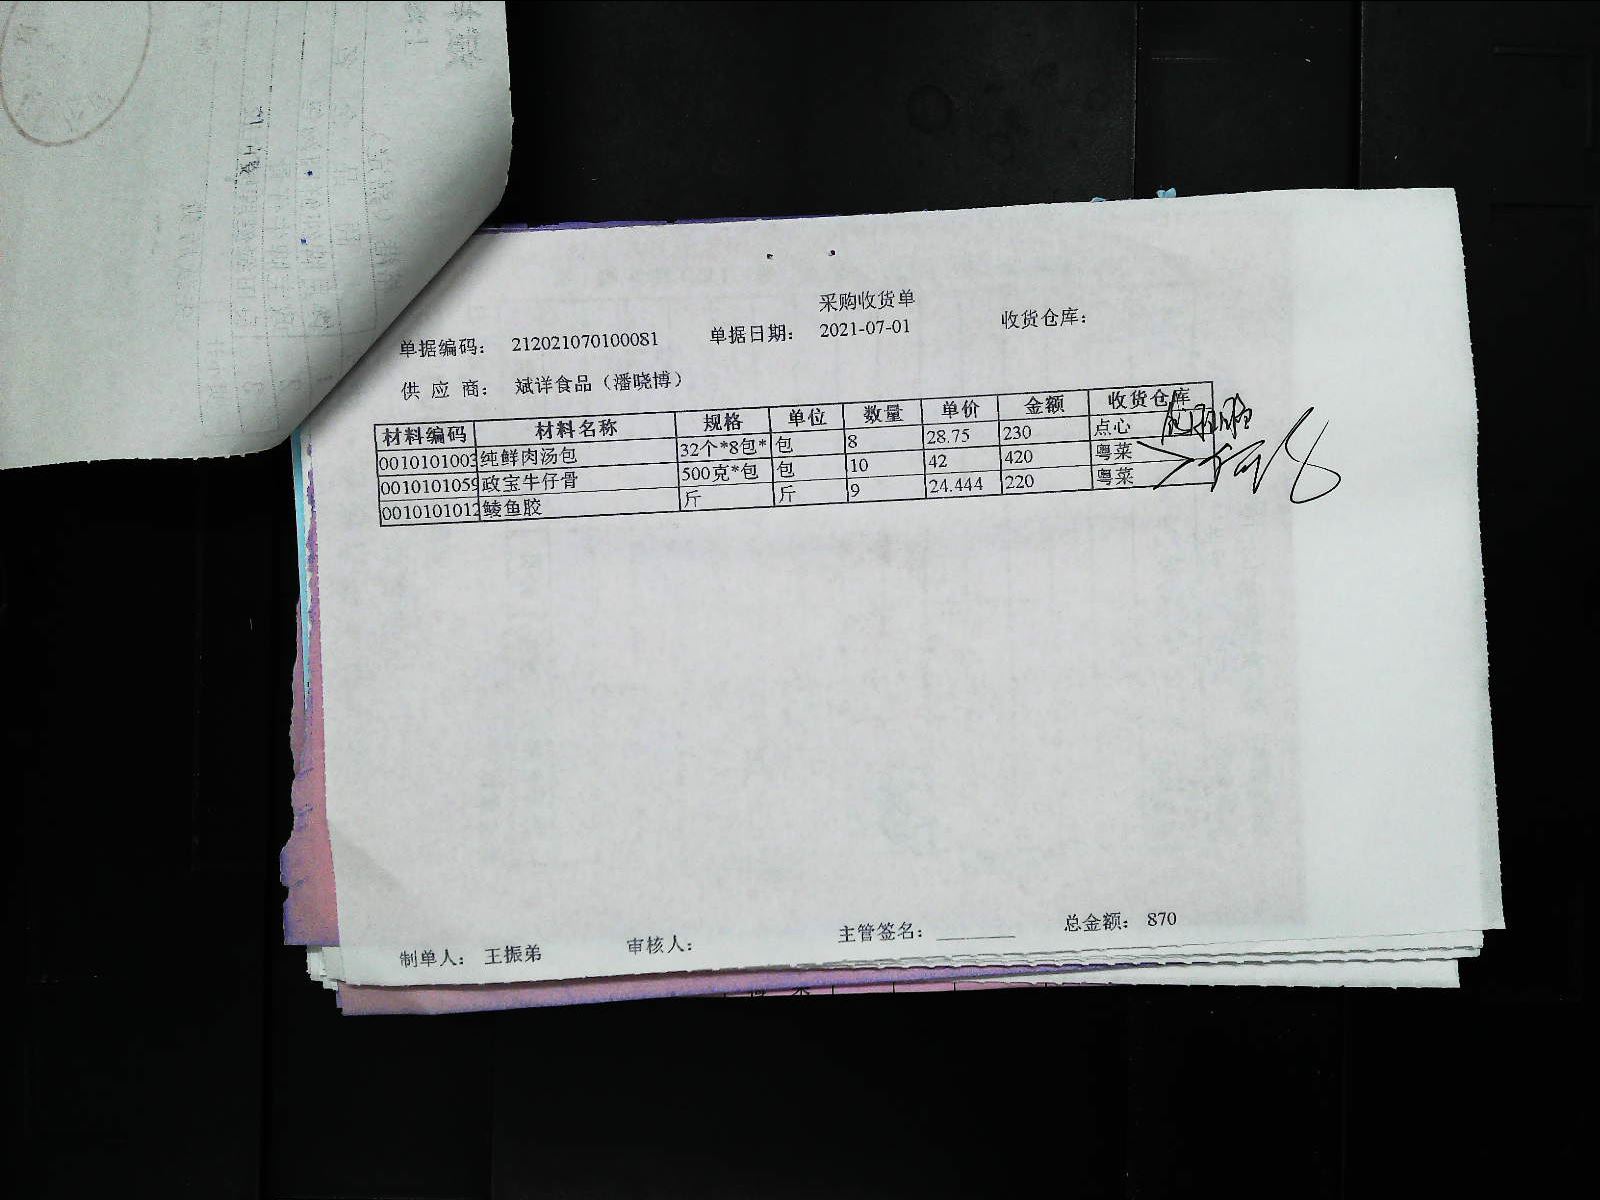 采购收货单
单据编码： 212021070100081 单据日期： 2021-07-01 收货仓库：
供 应 商： 斌详食品（潘晓博）
材料编码 材料名称 规格 单位 数量 单价 金额 收货仓库
0010101003 纯鲜肉汤包 32个*8包* 包 8 28.75 230 点心
0010101059 政宝牛仔骨 500克*包 包 10 42 420 粤菜
0010101012 鲮鱼胶 斤 斤 9 24.444 220 粤菜
制单人： 王振弟 审核人： 主管签名： 总金额： 870